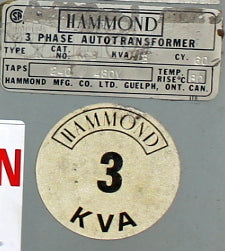 HAMMOND
3 PHASE AUTOTRANSFORMER
TYPE CAT. NO. KVA CY. 60
TAPS TEMP. RISE°C 80
HAMMOND MFG. CO. LTD. GUELPH, ONT. CAN.
N
HAMMOND
3
KVA